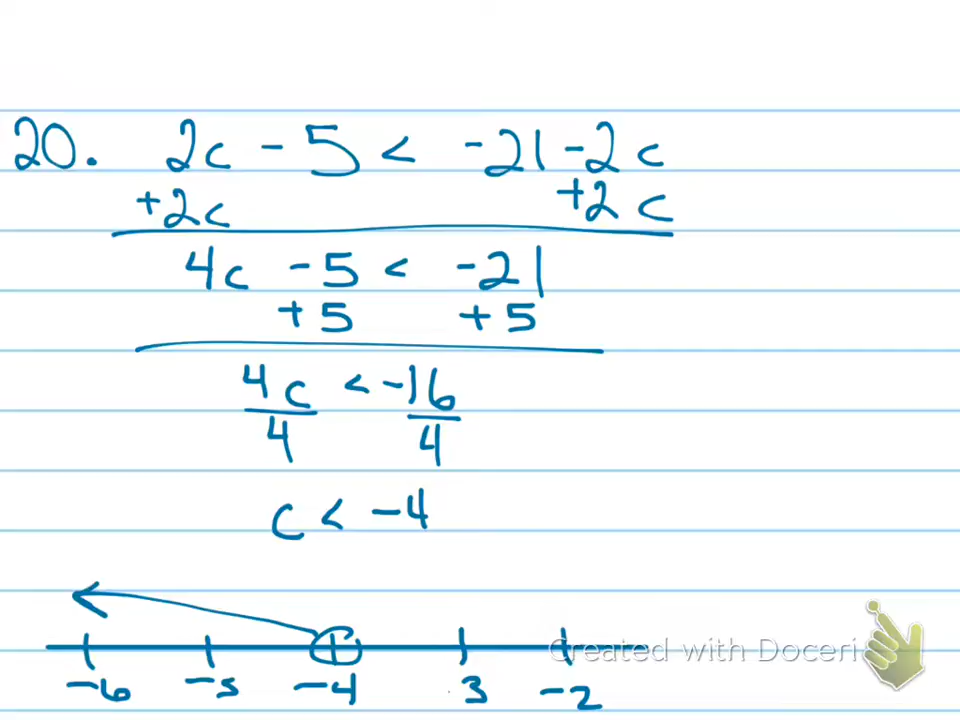 20. 2c - 5 < -21 - 2c
+2c +2c
4c - 5 < -21
+5 +5
4c < -16
4 4
c < -4
Created with Doceri
-6 -5 -4 3 -2